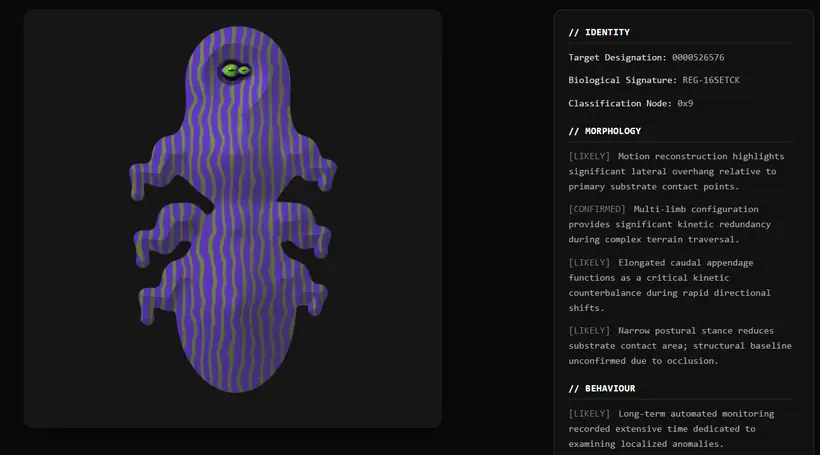 // IDENTITY
Target Designation: 0000526576
Biological Signature: REG-16SETCK
Classification Node: 0x9
// MORPHOLOGY
[LIKELY] Motion reconstruction highlights
significant lateral overhang relative to
primary substrate contact points.
[CONFIRMED] Multi-limb configuration
provides significant kinetic redundancy
during complex terrain traversal.
[LIKELY] Elongated caudal appendage
functions as a critical kinetic
counterbalance during rapid directional
shifts.
[LIKELY] Narrow postural stance reduces
substrate contact area; structural baseline
unconfirmed due to occlusion.
// BEHAVIOUR
[LIKELY] Long-term automated monitoring
recorded extensive time dedicated to
examining localized anomalies.